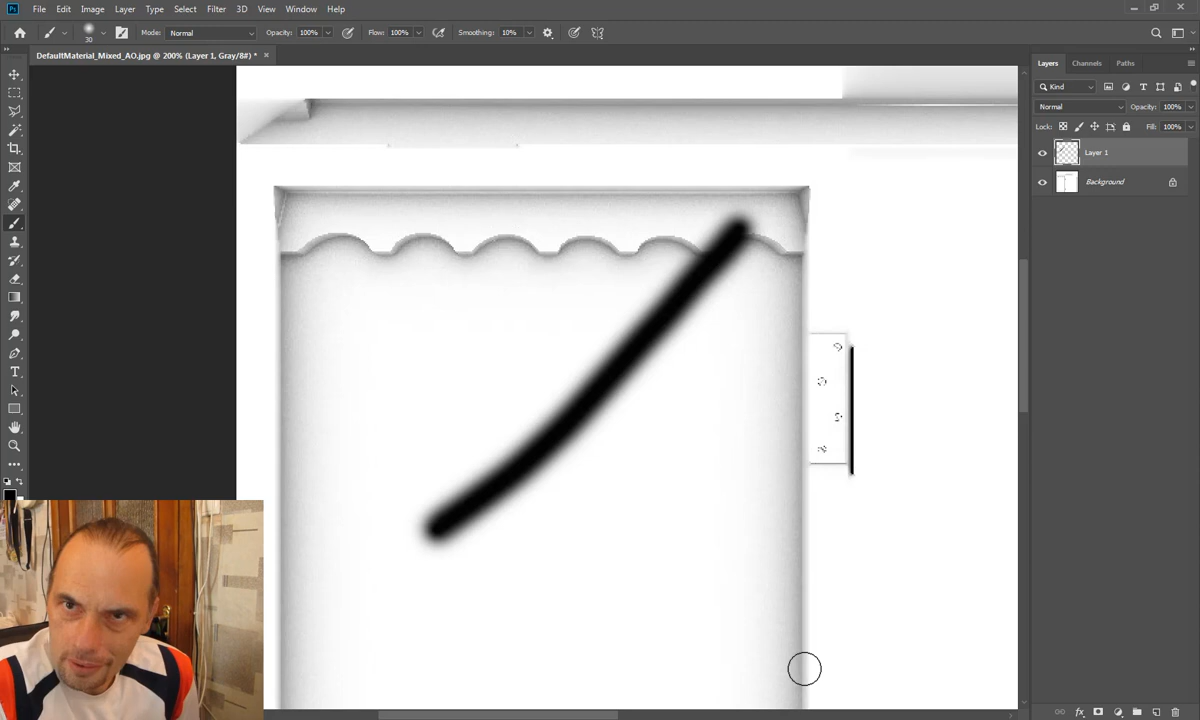 Ps File Edit Image Layer Type Select Filter 3D View Window Help
30 Mode: Normal Opacity: 100% Flow: 100% Smoothing: 10%
DefaultMaterial_Mixed_AO.jpg @ 200% (Layer 1, Gray/8#) * ×
Layers Channels Paths
Kind
Normal Opacity: 100%
Lock: Fill: 100%
Layer 1
Background